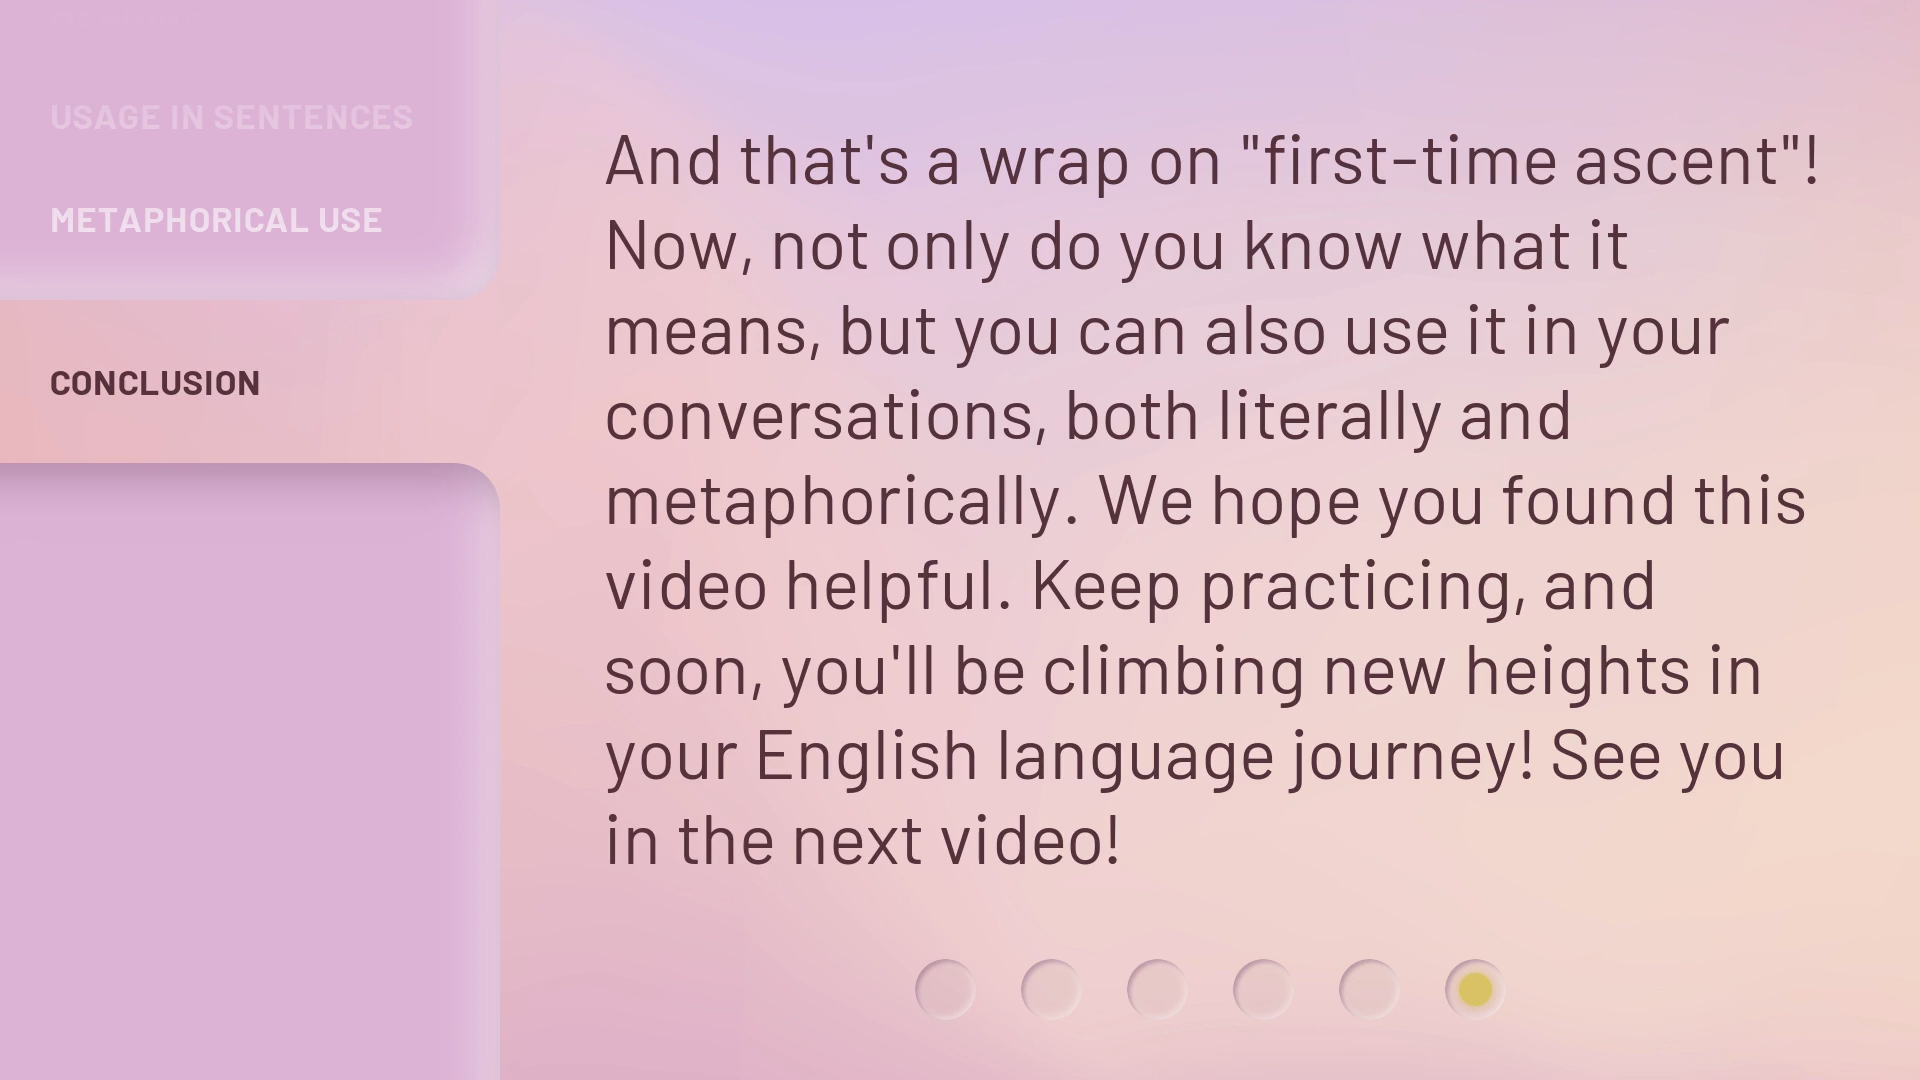 USAGE IN SENTENCES
METAPHORICAL USE
CONCLUSION
And that's a wrap on "first-time ascent"!
Now, not only do you know what it
means, but you can also use it in your
conversations, both literally and
metaphorically. We hope you found this
video helpful. Keep practicing, and
soon, you'll be climbing new heights in
your English language journey! See you
in the next video!